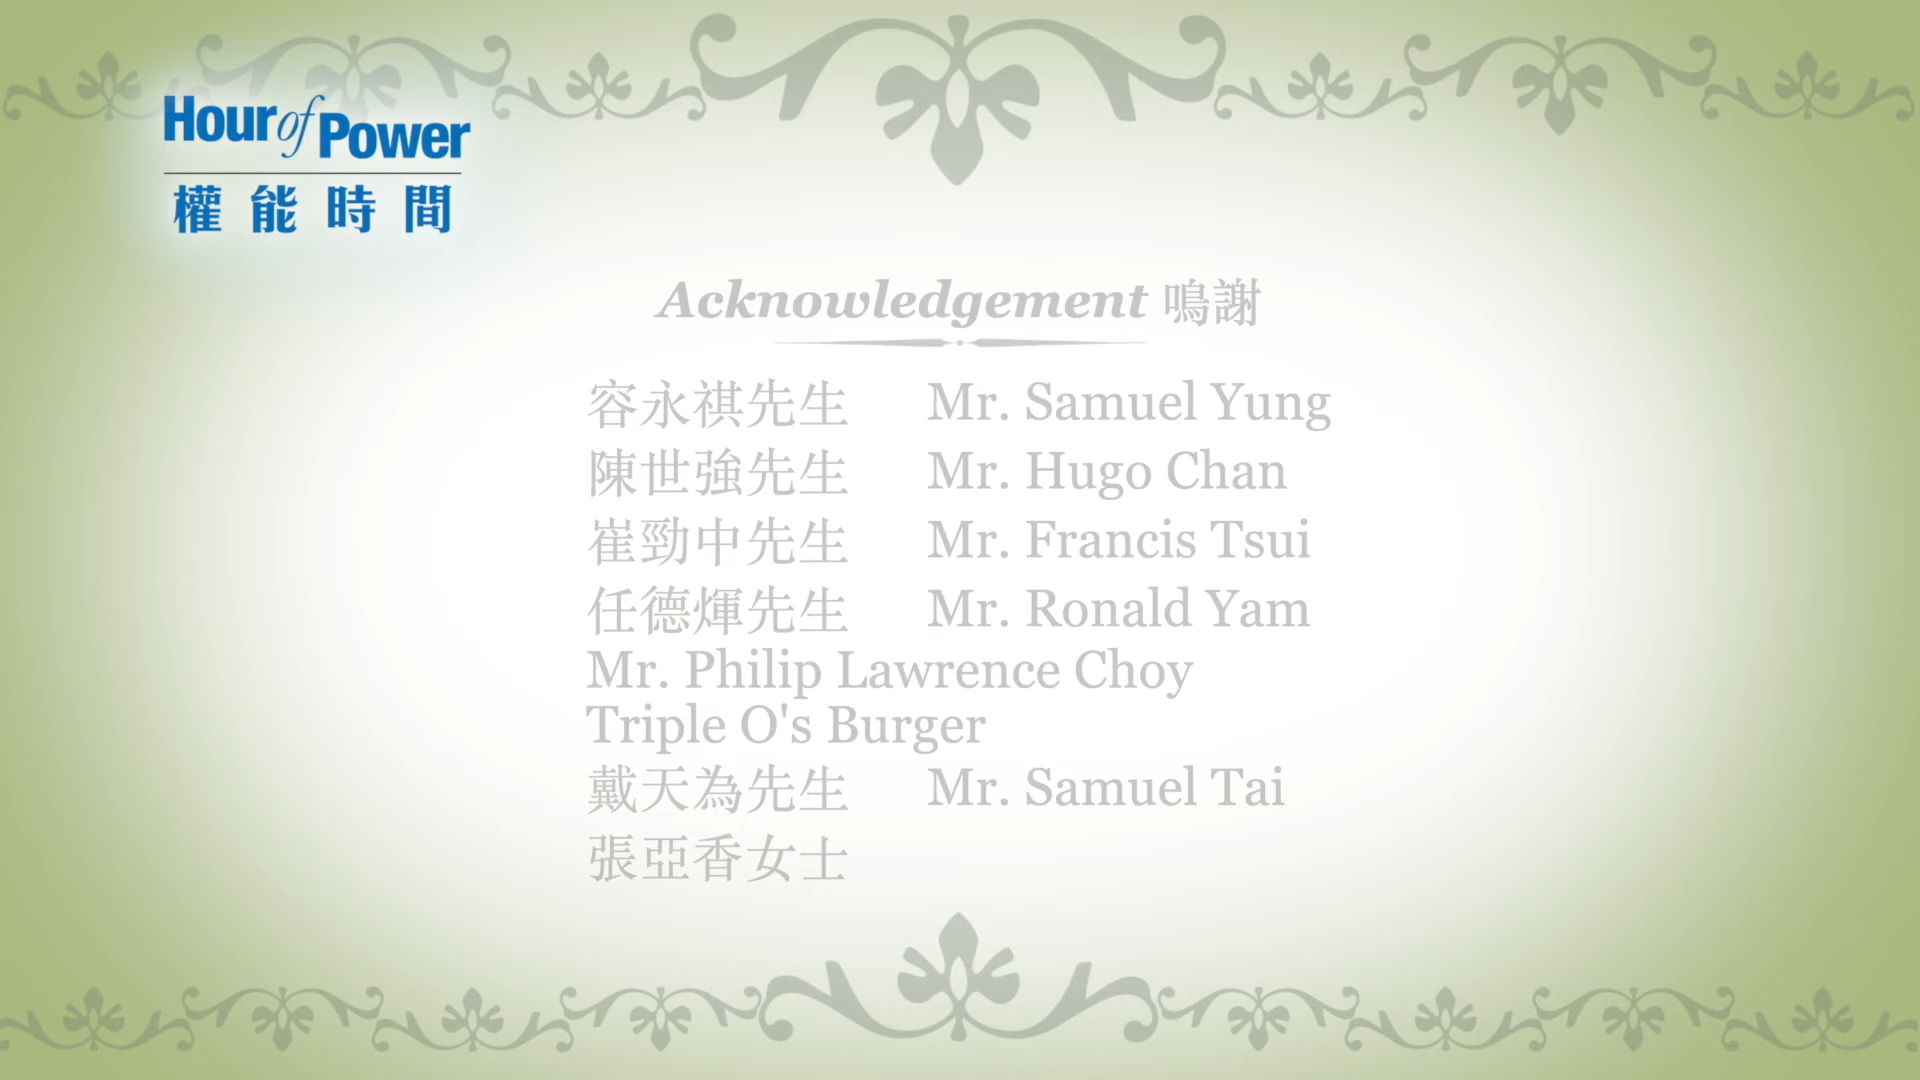 Hour of Power
權能時間
Acknowledgement 鳴謝
容永祺先生 Mr. Samuel Yung
陳世強先生 Mr. Hugo Chan
崔勁中先生 Mr. Francis Tsui
任德煇先生 Mr. Ronald Yam
Mr. Philip Lawrence Choy
Triple O's Burger
戴天為先生 Mr. Samuel Tai
張亞香女士